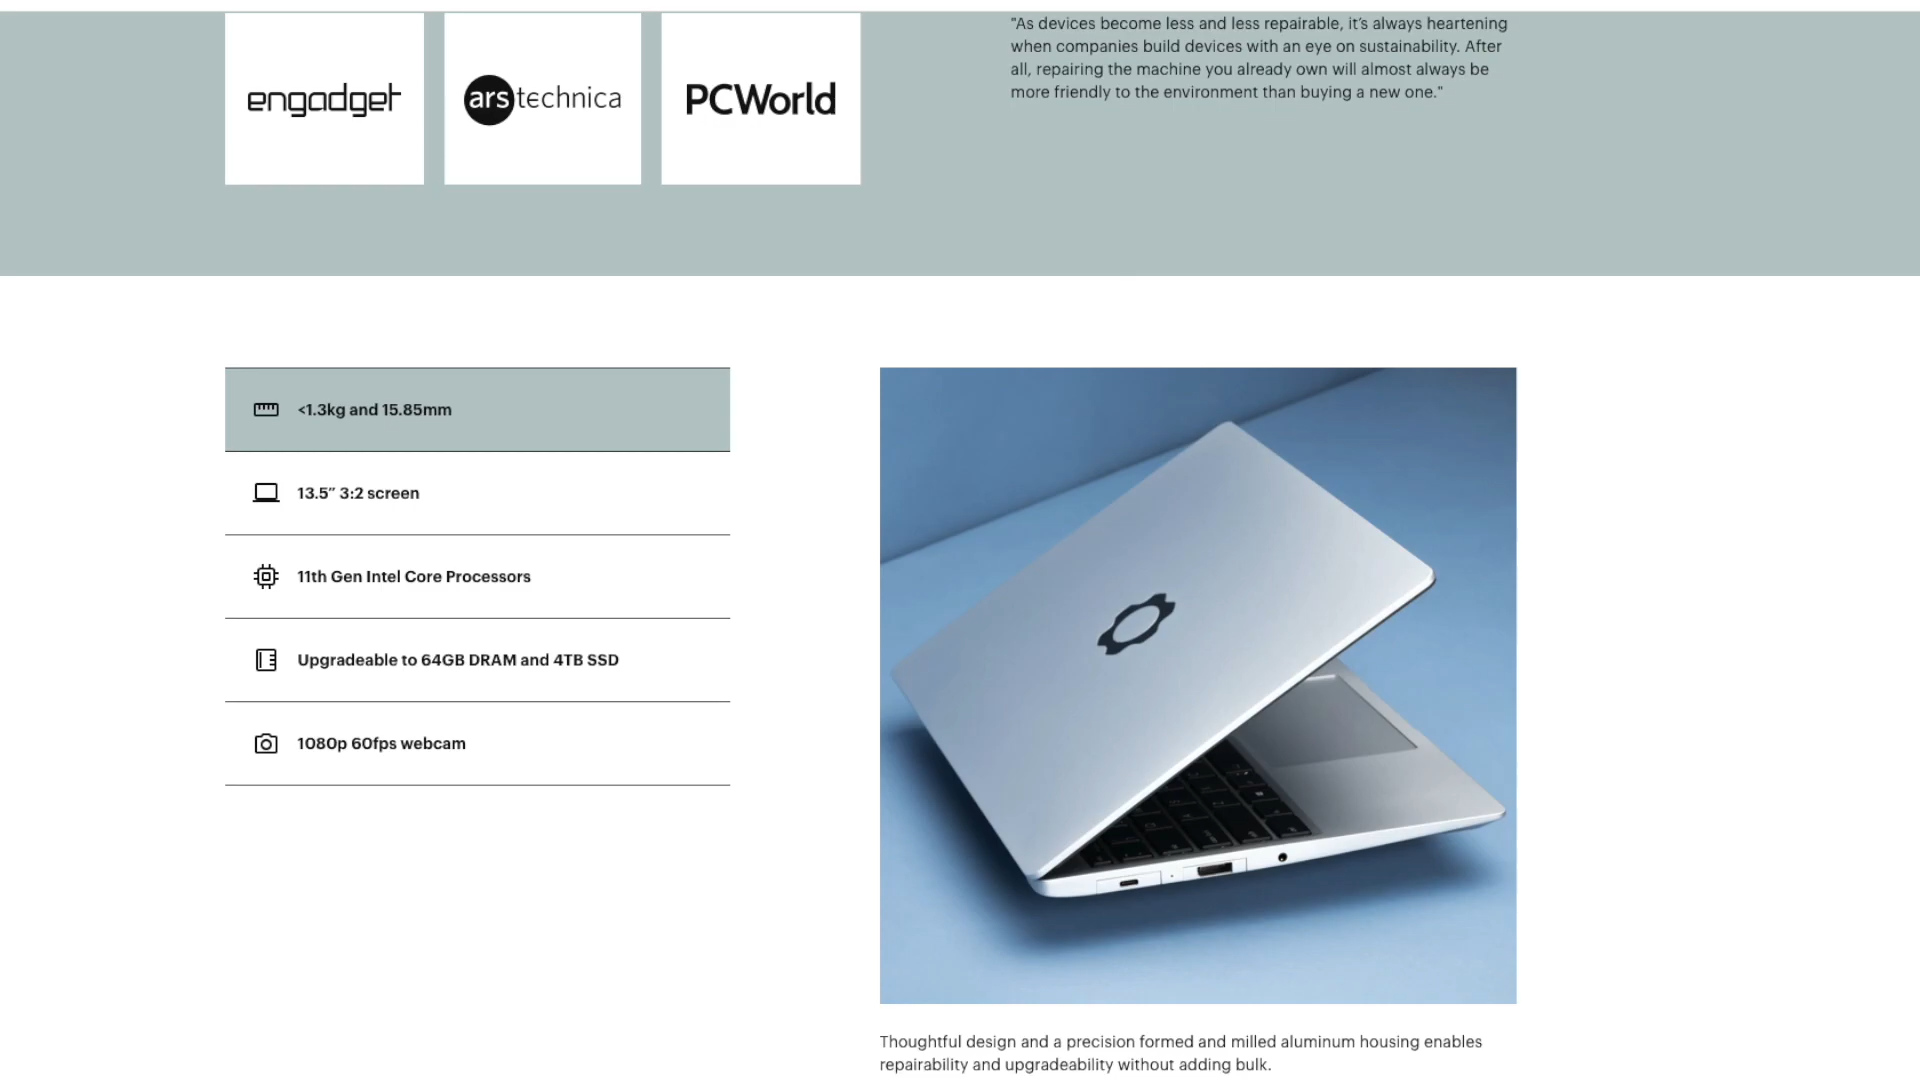 engadget
ars technica
PCWorld
"As devices become less and less repairable, it's always heartening
when companies build devices with an eye on sustainability. After
all, repairing the machine you already own will almost always be
more friendly to the environment than buying a new one."
<1.3kg and 15.85mm
13.5” 3:2 screen
11th Gen Intel Core Processors
Upgradeable to 64GB DRAM and 4TB SSD
1080p 60fps webcam
Thoughtful design and a precision formed and milled aluminum housing enables
repairability and upgradeability without adding bulk.